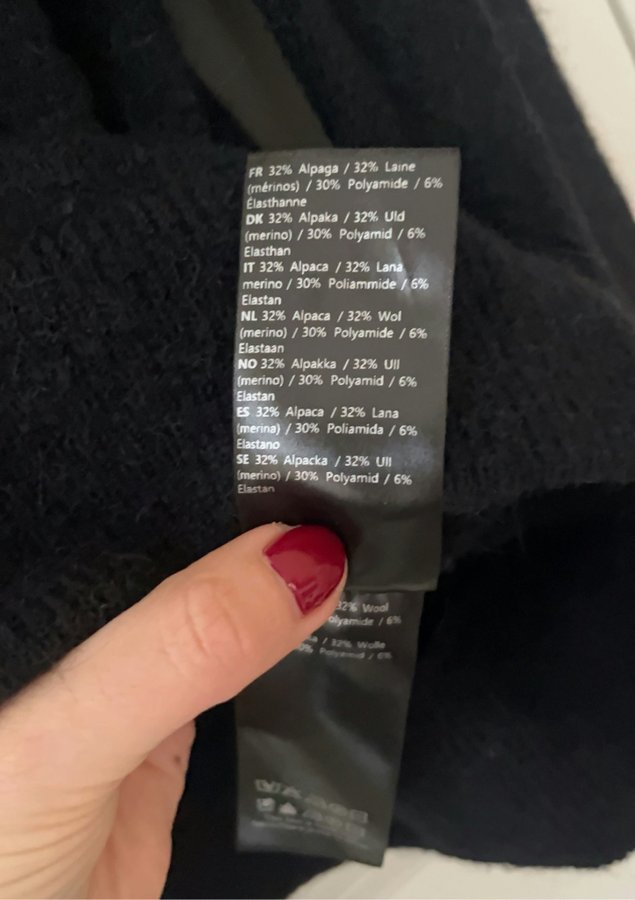 FR 32% Alpaga / 32% Laine
(mérinos) / 30% Polyamide / 6%
Élasthanne
DK 32% Alpaka / 32% Uld
(merino) / 30% Polyamid / 6%
Elasthan
IT 32% Alpaca / 32% Lana
merino / 30% Poliammide / 6%
Elastan
NL 32% Alpaca / 32% Wol
(merino) / 30% Polyamide / 6%
Elastaan
NO 32% Alpakka / 32% Ull
(merino) / 30% Polyamid / 6%
Elastan
ES 32% Alpaca / 32% Lana
(merina) / 30% Poliamida / 6%
Elastano
SE 32% Alpacka / 32% Ull
(merino) / 30% Polyamid / 6%
Elastan
32% Wool
/ 6%
/ 32% Wolle
Polyamid / 6%